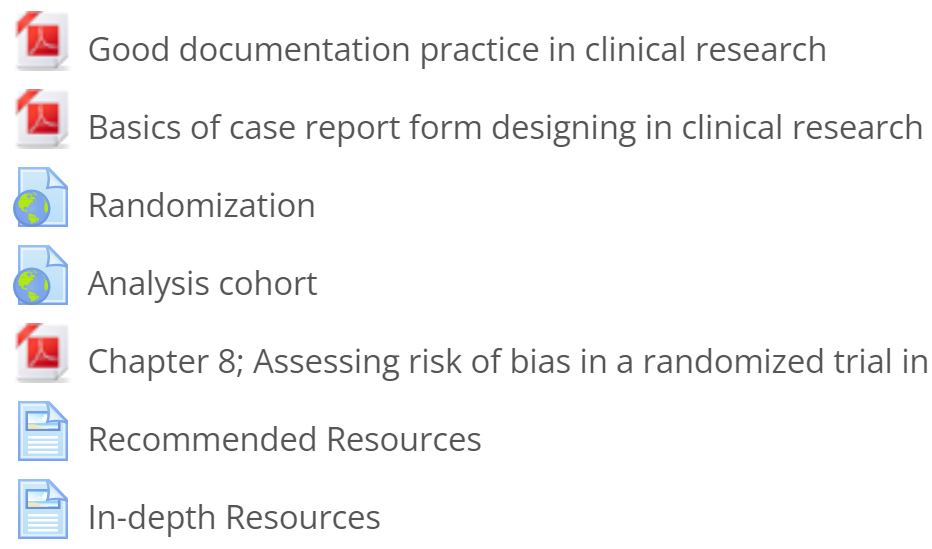 Good documentation practice in clinical research
Basics of case report form designing in clinical research
Randomization
Analysis cohort
Chapter 8; Assessing risk of bias in a randomized trial in
Recommended Resources
In-depth Resources